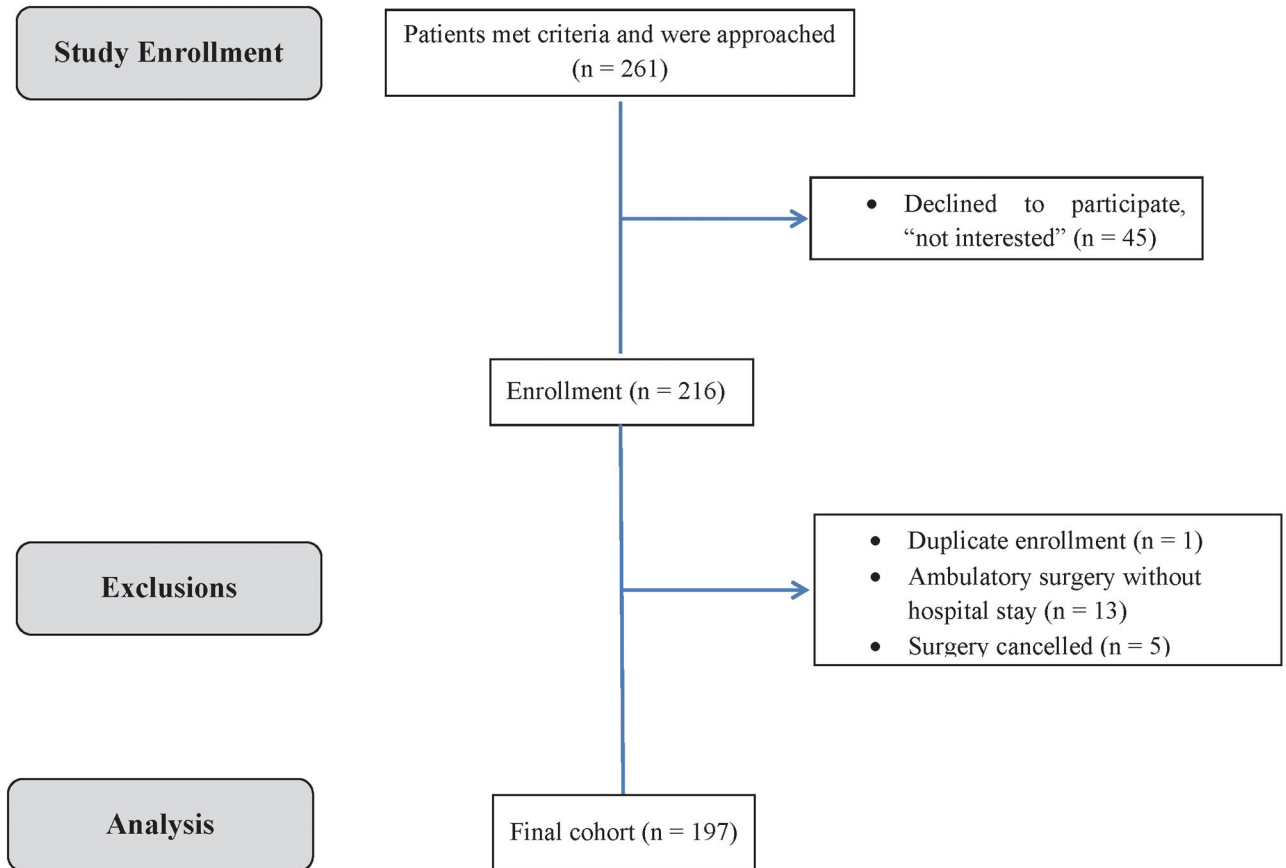 Study Enrollment
Patients met criteria and were approached
(n = 261)
• Declined to participate,
“not interested” (n = 45)
Enrollment (n = 216)
Exclusions
• Duplicate enrollment (n = 1)
• Ambulatory surgery without
hospital stay (n = 13)
• Surgery cancelled (n = 5)
Analysis
Final cohort (n = 197)